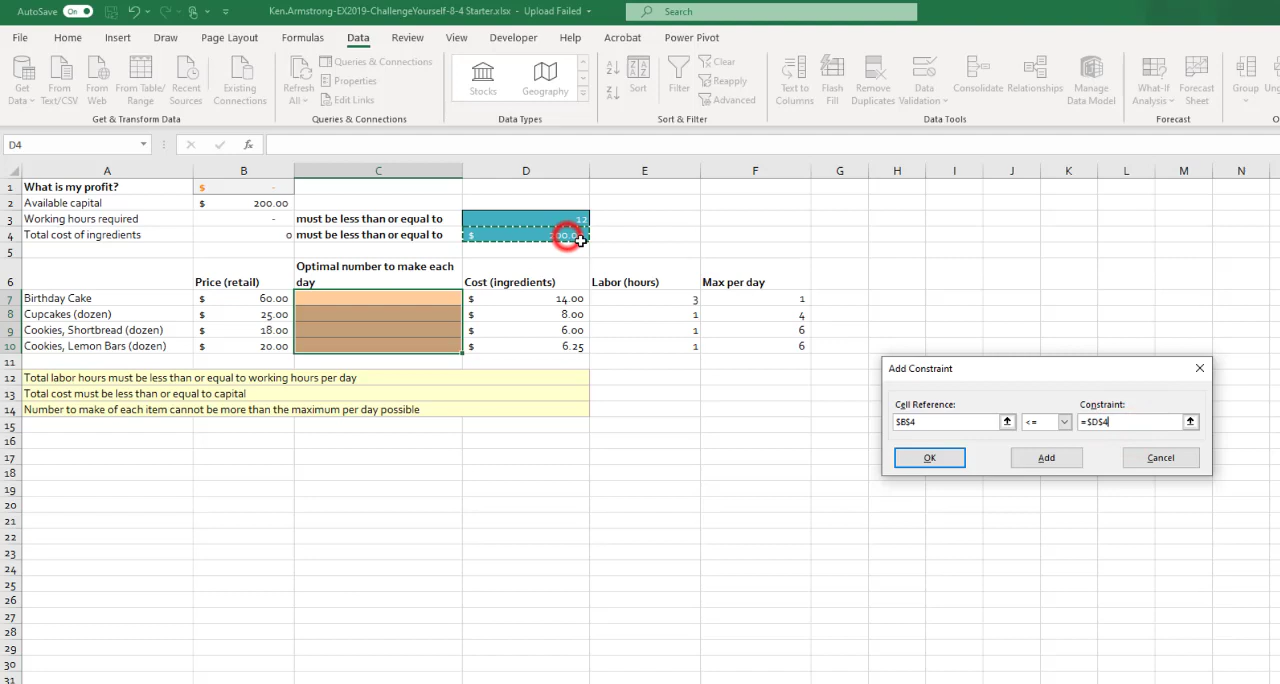 AutoSave On Ken.Armstrong-EX2019-ChallengeYourself-8-4 Starter.xlsx - Upload Failed Search
File Home Insert Draw Page Layout Formulas Data Review View Developer Help Acrobat Power Pivot
Get Data From Text/CSV From Web From Table/ Range Recent Sources Existing Connections
Refresh All Queries & Connections Properties Edit Links
Stocks Geography
Sort Filter Clear Reapply Advanced
Text to Columns Flash Fill Remove Duplicates Data Validation Consolidate Relationships Manage Data Model
What-If Analysis Forecast Sheet Group
Get & Transform Data Queries & Connections Data Types Sort & Filter Data Tools Forecast
D4 fx
A B C D E F G H I J K L M N
1 What is my profit? $ -
2 Available capital $ 200.00
3 Working hours required - must be less than or equal to 12
4 Total cost of ingredients 0 must be less than or equal to $
5
6 Price (retail) Optimal number to make each day Cost (ingredients) Labor (hours) Max per day
7 Birthday Cake $ 60.00 $ 14.00 3 1
8 Cupcakes (dozen) $ 25.00 $ 8.00 1 4
9 Cookies, Shortbread (dozen) $ 18.00 $ 6.00 1 6
10 Cookies, Lemon Bars (dozen) $ 20.00 $ 6.25 1 6
11
12 Total labor hours must be less than or equal to working hours per day
13 Total cost must be less than or equal to capital
14 Number to make of each item cannot be more than the maximum per day possible
15
16
17
18
19
20
21
22
23
24
25
26
27
28
29
30
31
Add Constraint
Cell Reference: Constraint:
$B$4 <= =$D$4
OK Add Cancel